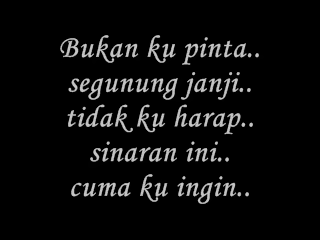 Bukan ku pinta..
segunung janji..
tidak ku harap..
sinaran ini..
cuma ku ingin..